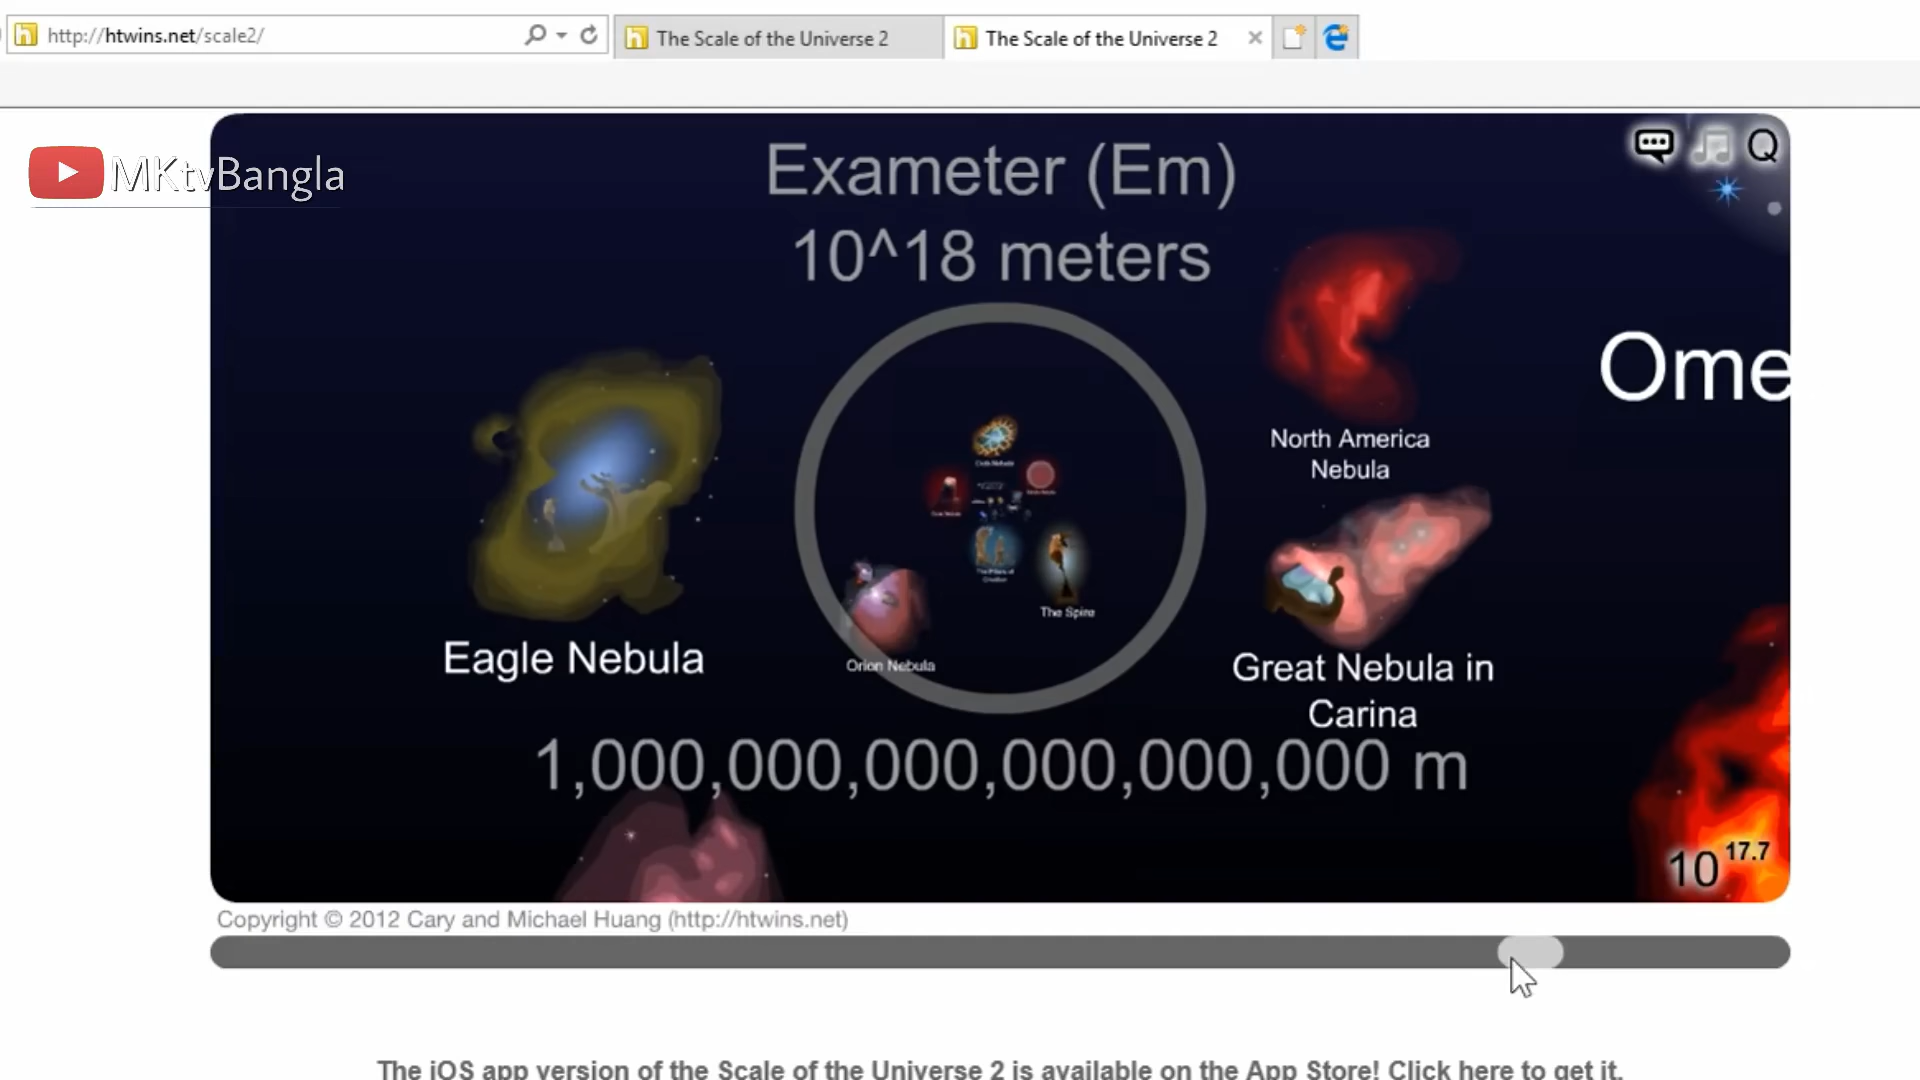 http://htwins.net/scale2/
The Scale of the Universe 2
The Scale of the Universe 2
MKtvBangla
Exameter (Em)
10^18 meters
Q
Ome
North America
Nebula
The Pillars of
Creation
The Spire
Orion Nebula
Eagle Nebula
Great Nebula in
Carina
1,000,000,000,000,000,000 m
10 17.7
Copyright © 2012 Cary and Michael Huang (http://htwins.net)
The iOS app version of the Scale of the Universe 2 is available on the App Store! Click here to get it.